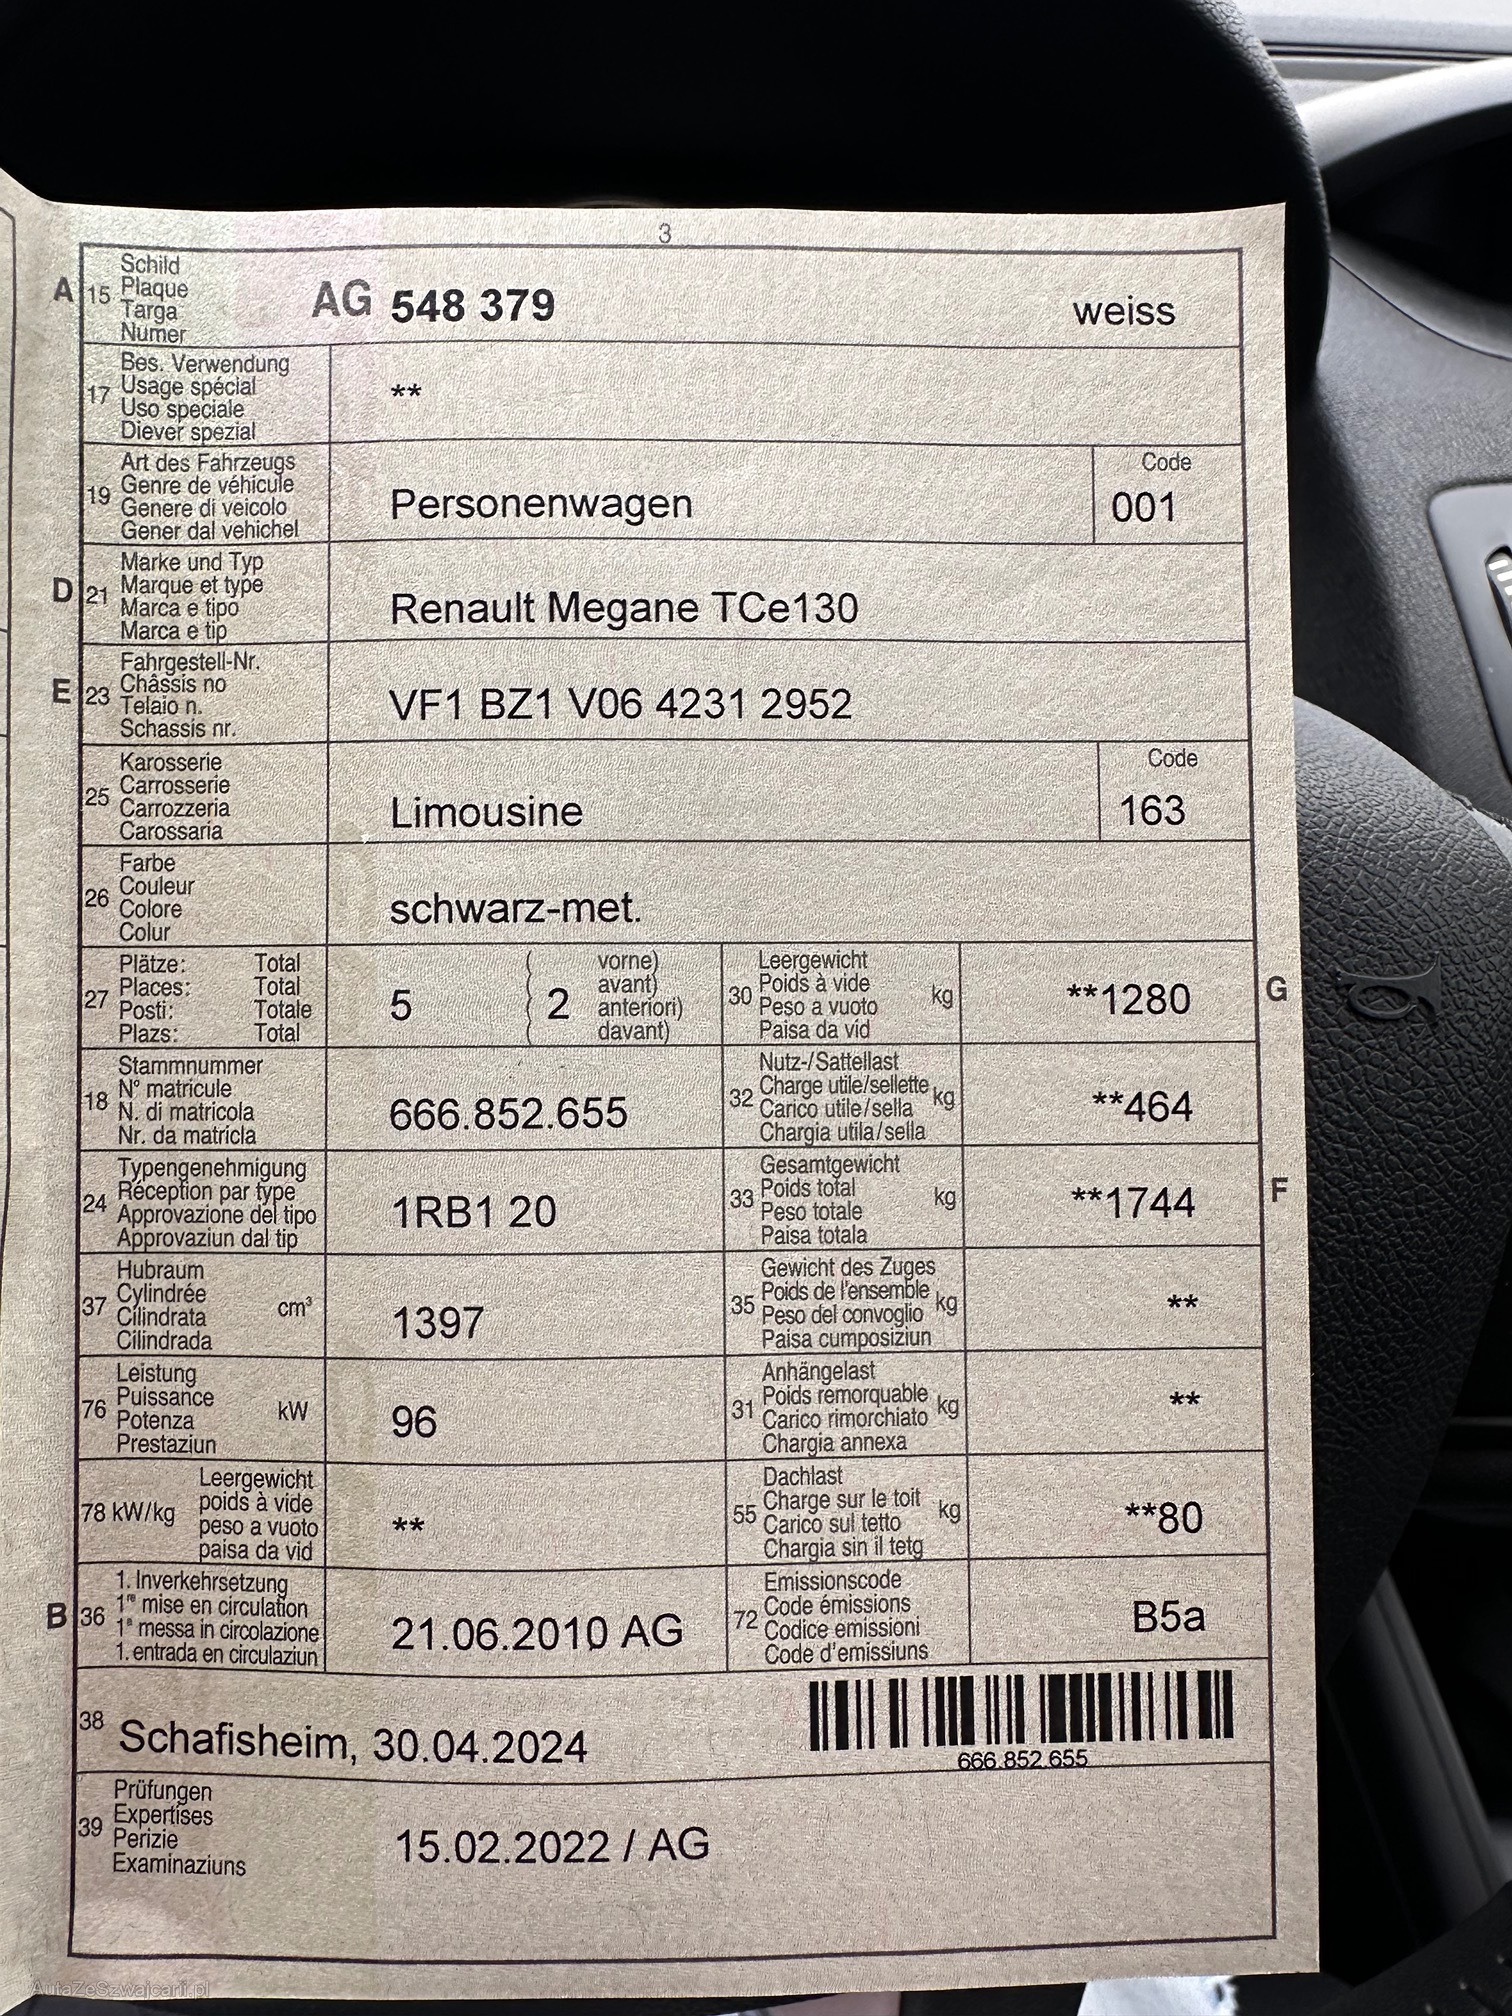 3
A 15 Schild
Plaque
Targa
Numer
AG 548 379 weiss
17 Bes. Verwendung
Usage spécial
Uso speciale
Diever spezial
**
19 Art des Fahrzeugs
Genre de véhicule
Genere di veicolo
Gener dal vehichel
Personenwagen
Code
001
D 21 Marke und Typ
Marque et type
Marca e tipo
Marca e tip
Renault Megane TCe130
E 23 Fahrgestell-Nr.
Châssis no
Telaio n.
Schassis nr.
VF1 BZ1 V06 4231 2952
25 Karosserie
Carrosserie
Carrozzeria
Carossaria
Limousine
Code
163
26 Farbe
Couleur
Colore
Colur
schwarz-met.
27 Plätze: Total
Places: Total
Posti: Totale
Plazs: Total
5 ( 2 vorne)
avant)
anteriori)
davant)
30 Leergewicht
Poids à vide
Peso a vuoto
Paisa da vid
kg
**1280 G
18 Stammnummer
N° matricule
N. di matricola
Nr. da matricla
666.852.655
32 Nutz-/Sattellast
Charge utile/sellette
Carico utile/sella
Chargia utila/sella
kg
**464
24 Typengenehmigung
Réception par type
Approvazione del tipo
Approvaziun dal tip
1RB1 20
33 Gesamtgewicht
Poids total
Peso totale
Paisa totala
kg
**1744 F
37 Hubraum
Cylindrée
Cilindrata
Cilindrada
cm³
1397
35 Gewicht des Zuges
Poids de l'ensemble
Peso del convoglio
Paisa cumposiziun
kg
**
76 Leistung
Puissance
Potenza
Prestaziun
kW
96
31 Anhängelast
Poids remorquable
Carico rimorchiato
Chargia annexa
kg
**
78 kW/kg Leergewicht
poids à vide
peso a vuoto
paisa da vid
**
55 Dachlast
Charge sur le toit
Carico sul tetto
Chargia sin il tetg
kg
**80
B 36 1. Inverkehrsetzung
1re mise en circulation
1a messa in circolazione
1. entrada en circulaziun
21.06.2010 AG
72 Emissionscode
Code émissions
Codice emissioni
Code d'emissiuns
B5a
38 Schafisheim, 30.04.2024
666.852.655
39 Prüfungen
Expertises
Perizie
Examinaziuns
15.02.2022 / AG
AutaZeSzwajcarii.pl